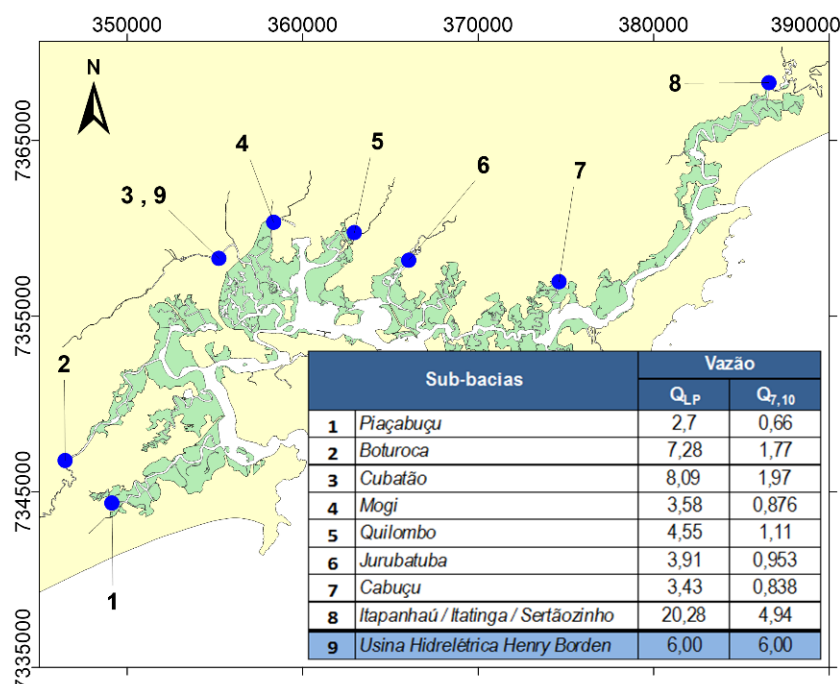 350000 360000 370000 380000 390000
N
8
7365000
4
5
6
7
3 , 9
7355000
2
7345000
1
7335000
Sub-bacias Vazão
QLP Q7,10
1 Piaçabuçu 2,7 0,66
2 Boturoca 7,28 1,77
3 Cubatão 8,09 1,97
4 Mogi 3,58 0,876
5 Quilombo 4,55 1,11
6 Jurubatuba 3,91 0,953
7 Cabuçu 3,43 0,838
8 Itapanhaú / Itatinga / Sertãozinho 20,28 4,94
9 Usina Hidrelétrica Henry Borden 6,00 6,00